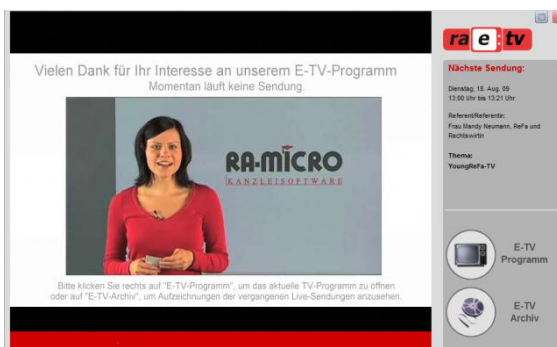 ra e tv
Vielen Dank für Ihr Interesse an unserem E-TV-Programm
Momentan läuft keine Sendung.
RA-MICRO
KANZLEISOFTWARE
Bitte klicken Sie rechts auf "E-TV-Programm", um das aktuelle TV-Programm zu öffnen
oder auf "E-TV-Archiv", um Aufzeichnungen der vergangenen Live-Sendungen anzusehen.
Nächste Sendung:
Dienstag, 18. Aug. 09
13:00 Uhr bis 13:21 Uhr
Referent/Referentin:
Frau Mandy Neumann, ReFa und
Rechtswirtin
Thema:
YoungReFa-TV
E-TV
Programm
E-TV
Archiv